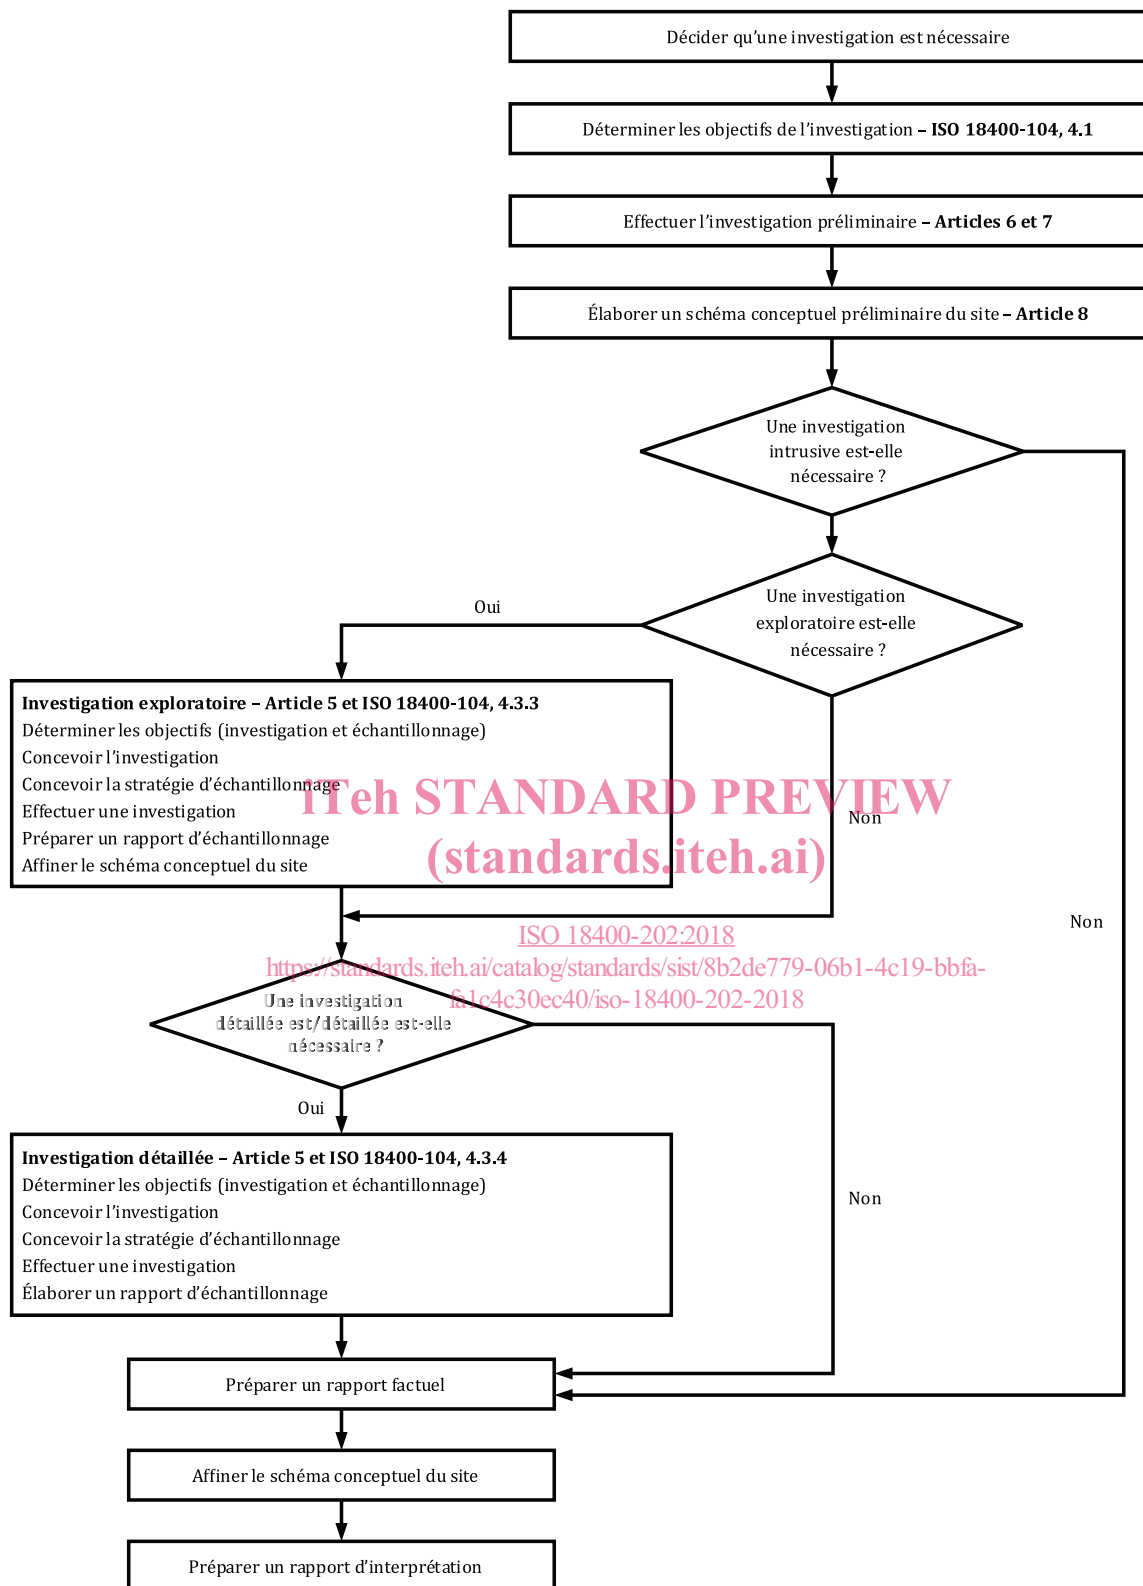 Décider qu'une investigation est nécessaire
Déterminer les objectifs de l'investigation – ISO 18400-104, 4.1
Effectuer l'investigation préliminaire – Articles 6 et 7
Élaborer un schéma conceptuel préliminaire du site – Article 8
Une investigation
intrusive est-elle
nécessaire ?
Une investigation
exploratoire est-elle
nécessaire ?
Oui
Investigation exploratoire – Article 5 et ISO 18400-104, 4.3.3
Déterminer les objectifs (investigation et échantillonnage)
Concevoir l'investigation
Concevoir la stratégie d'échantillonnage
Effectuer une investigation
Préparer un rapport d'échantillonnage
Affiner le schéma conceptuel du site
iTeh STANDARD PREVIEW
(standards.iteh.ai)
Non
Non
ISO 18400-202:2018
https://standards.iteh.ai/catalog/standards/sist/8b2de779-06b1-4c19-bbfa-
fa1c4c30ec40/iso-18400-202-2018
Une investigation
détaillée est/détaillée est-elle
nécessaire ?
Oui
Investigation détaillée – Article 5 et ISO 18400-104, 4.3.4
Déterminer les objectifs (investigation et échantillonnage)
Concevoir l'investigation
Concevoir la stratégie d'échantillonnage
Effectuer une investigation
Élaborer un rapport d'échantillonnage
Non
Préparer un rapport factuel
Affiner le schéma conceptuel du site
Préparer un rapport d'interprétation